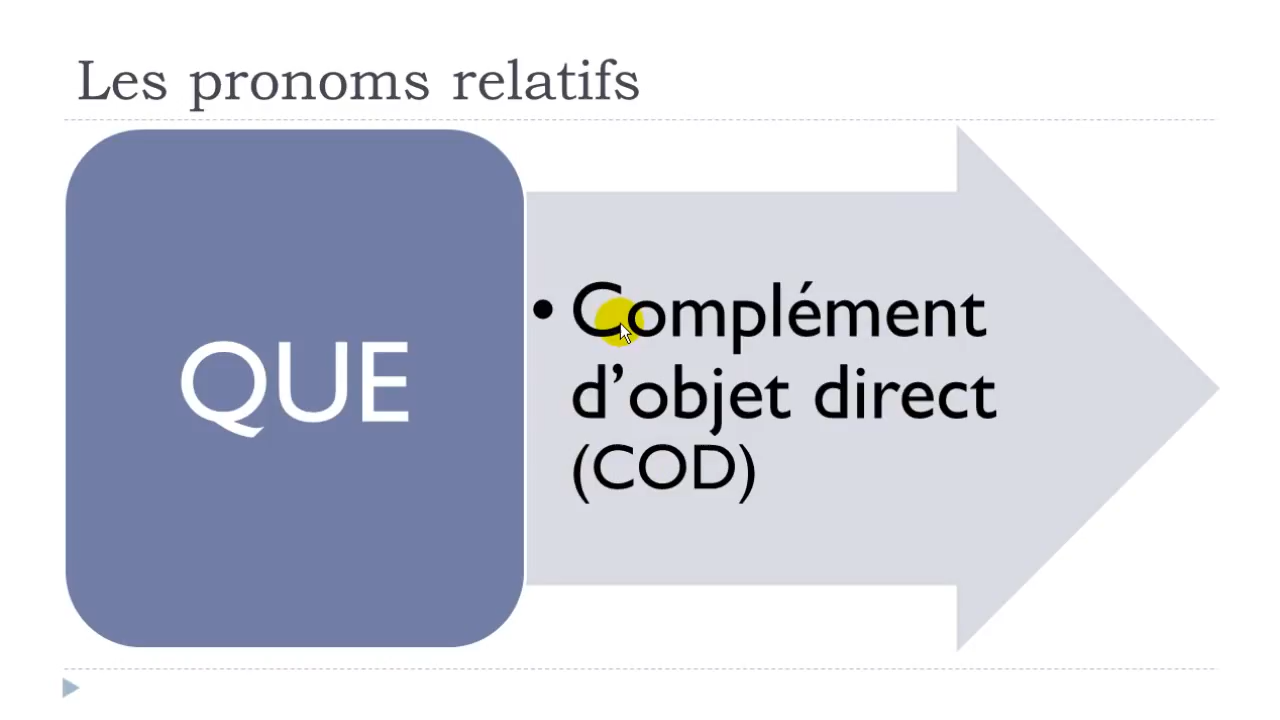 Les pronoms relatifs
QUE
• Complément
d’objet direct
(COD)